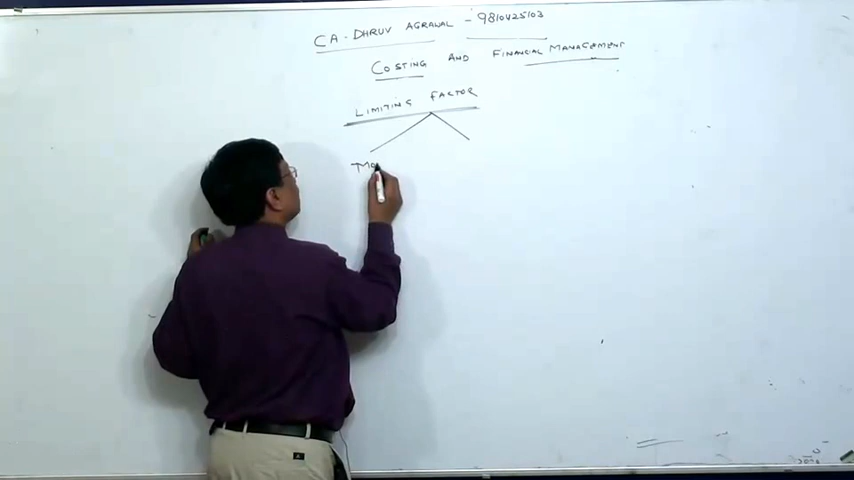 CA. DHRUV AGRAWAL - 9810425103
COSTING AND FINANCIAL MANAGEMENT
LIMITING FACTOR